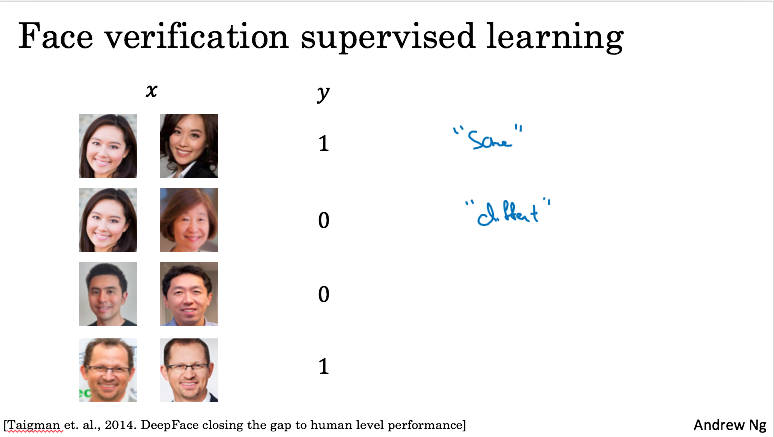 Face verification supervised learning
x y
1 "Same"
0 "different"
0
ec 1
[Taigman et. al., 2014. DeepFace closing the gap to human level performance]
Andrew Ng